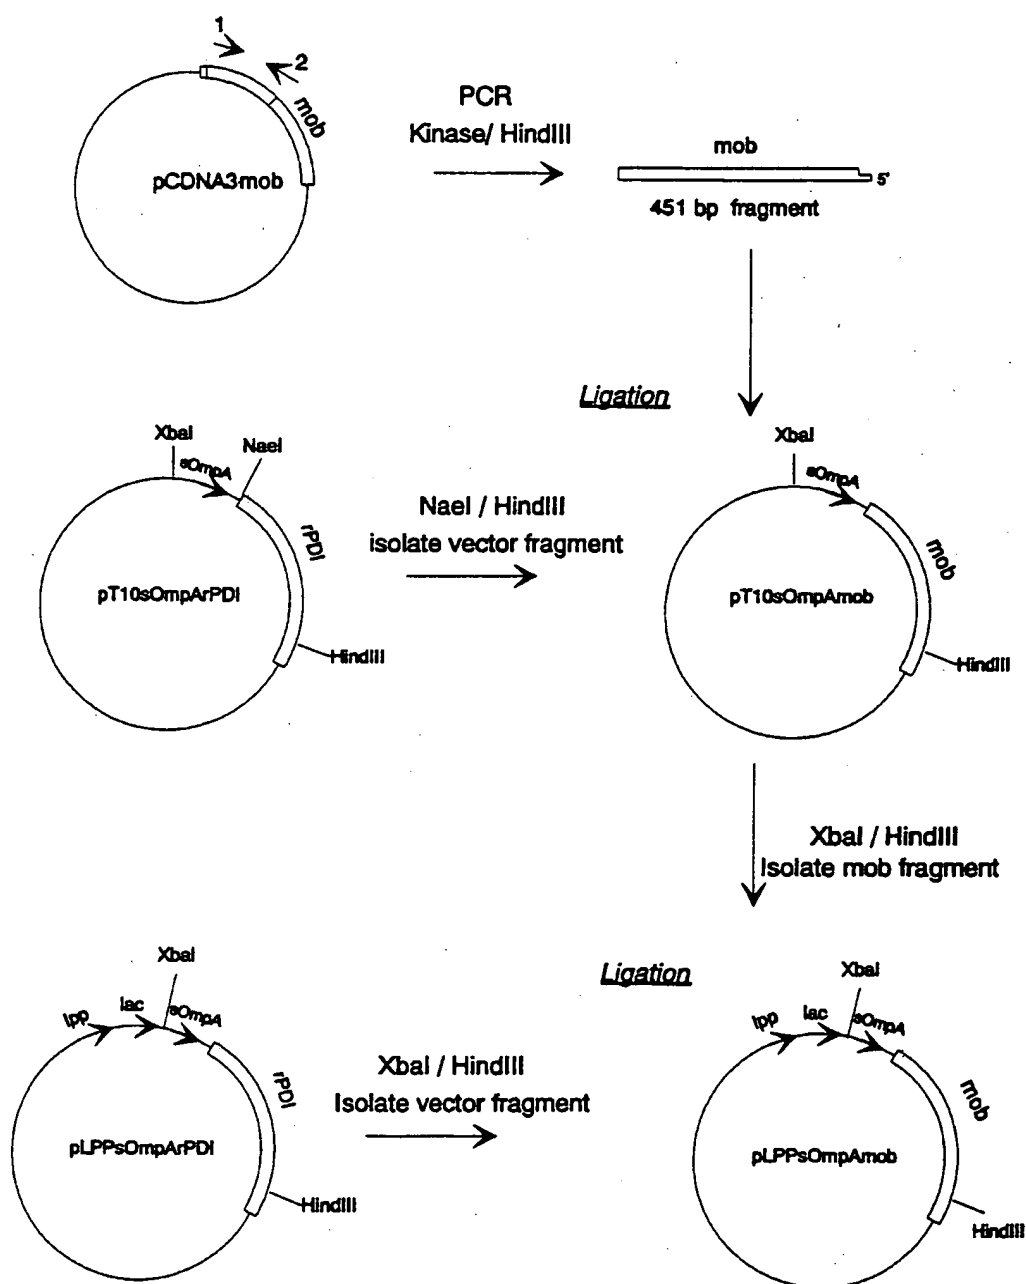 1
2
mob
pCDNA3mob
PCR
Kinase/ HindIII
mob
5'
451 bp fragment
Ligation
XbaI
sOmpA
NaeI
rPDI
pT10sOmpArPDI
HindIII
NaeI / HindIII
isolate vector fragment
XbaI
sOmpA
mob
pT10sOmpAmob
HindIII
XbaI / HindIII
Isolate mob fragment
Ligation
XbaI
lpp
lac
sOmpA
rPDI
pLPPsOmpArPDI
HindIII
XbaI / HindIII
Isolate vector fragment
XbaI
lpp
lac
sOmpA
mob
pLPPsOmpAmob
HindIII